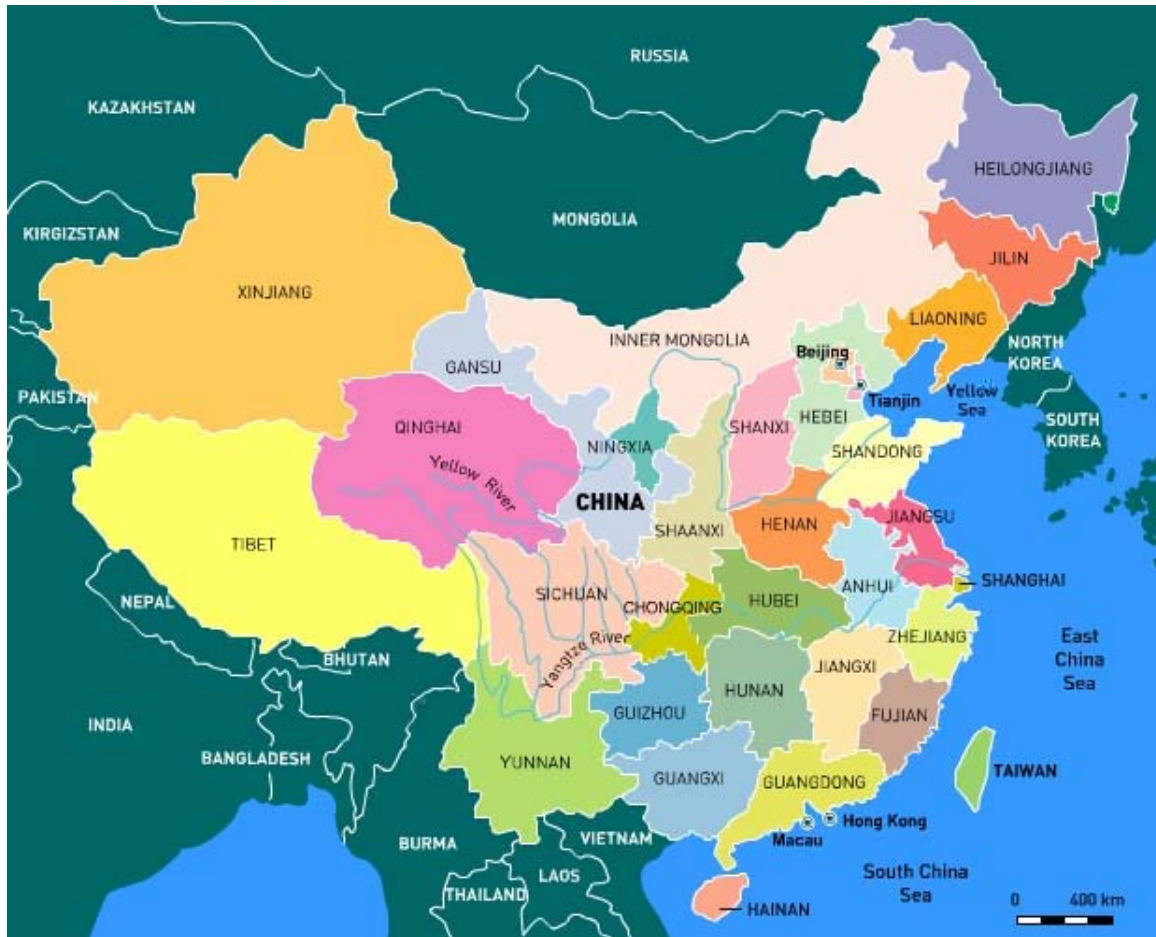 RUSSIA
KAZAKHSTAN
HEILONGJIANG
MONGOLIA
KIRGIZSTAN
JILIN
XINJIANG
LIAONING
INNER MONGOLIA
NORTH
KOREA
Beijing
GANSU
PAKISTAN
Yellow
Sea
Tianjin
HEBEI
SHANXI
QINGHAI
SOUTH
KOREA
NINGXIA
SHANDONG
Yellow River
CHINA
JIANGSU
HENAN
SHAANXI
TIBET
SHANGHAI
ANHUI
SICHUAN
HUBEI
CHONGQING
NEPAL
ZHEJIANG
Yangtze River
East
China
Sea
BHUTAN
JIANGXI
HUNAN
GUIZHOU
FUJIAN
INDIA
BANGLADESH
YUNNAN
TAIWAN
GUANGXI
GUANGDONG
Hong Kong
Macau
VIETNAM
BURMA
South China
Sea
LAOS
THAILAND
0 400 km
HAINAN